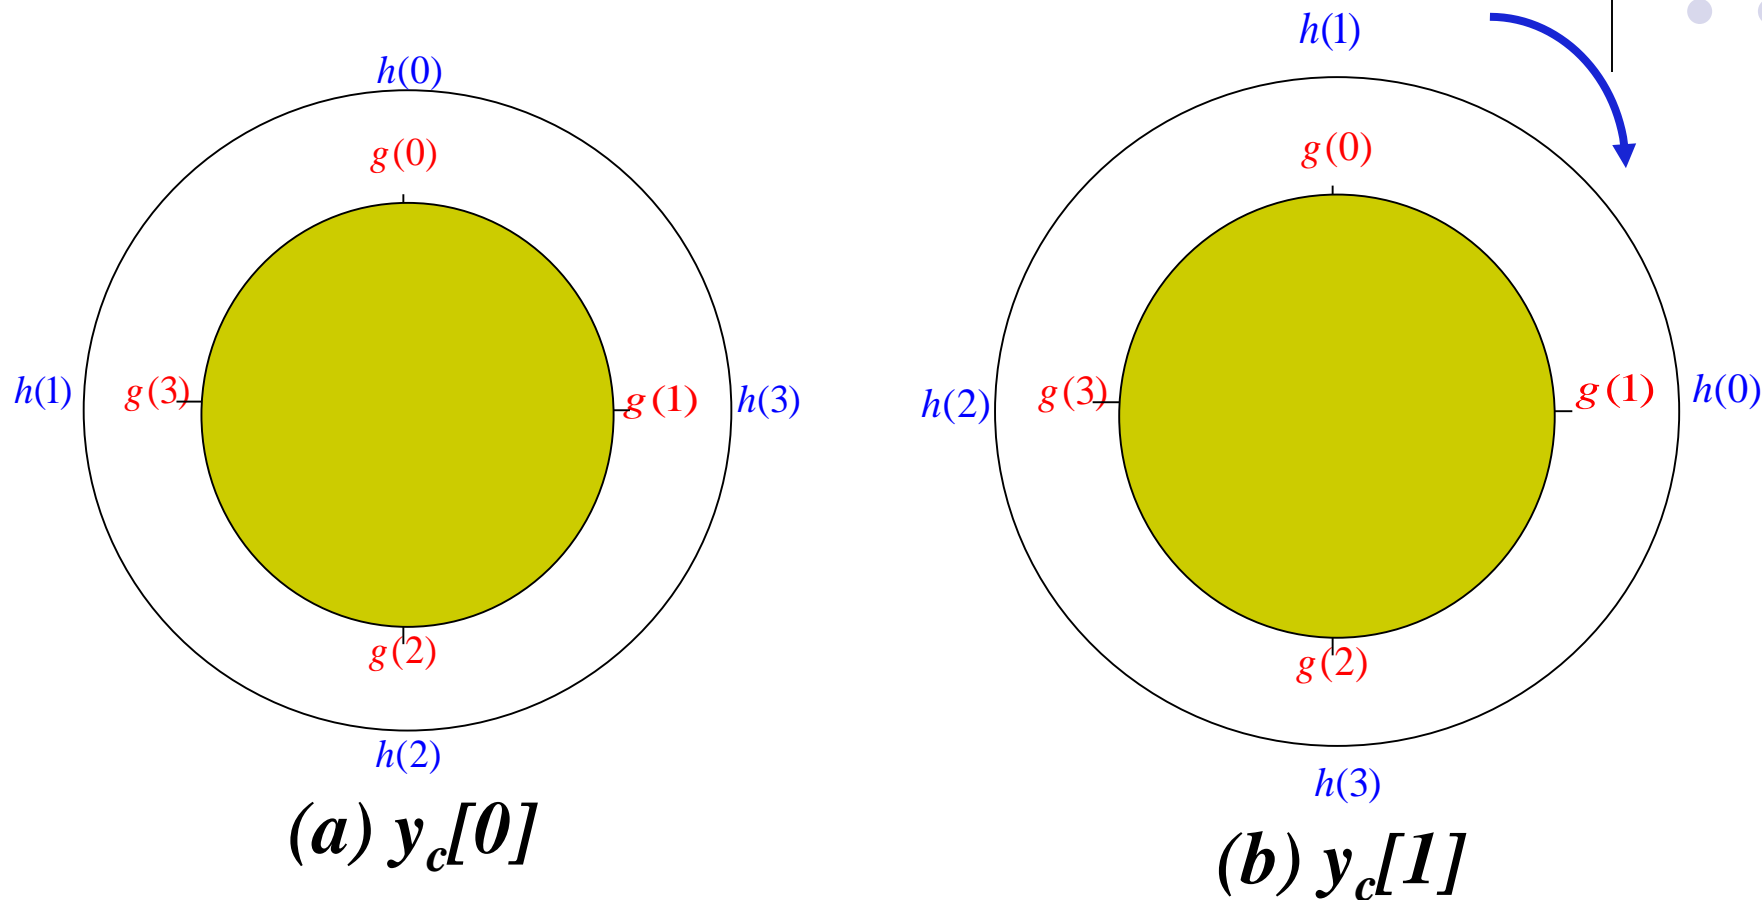 h(0)
g(0)
h(1)
g(3)
g(1)
h(3)
g(2)
h(2)
(a) yc[0]
h(1)
g(0)
h(2)
g(3)
g(1)
h(0)
g(2)
h(3)
(b) yc[1]